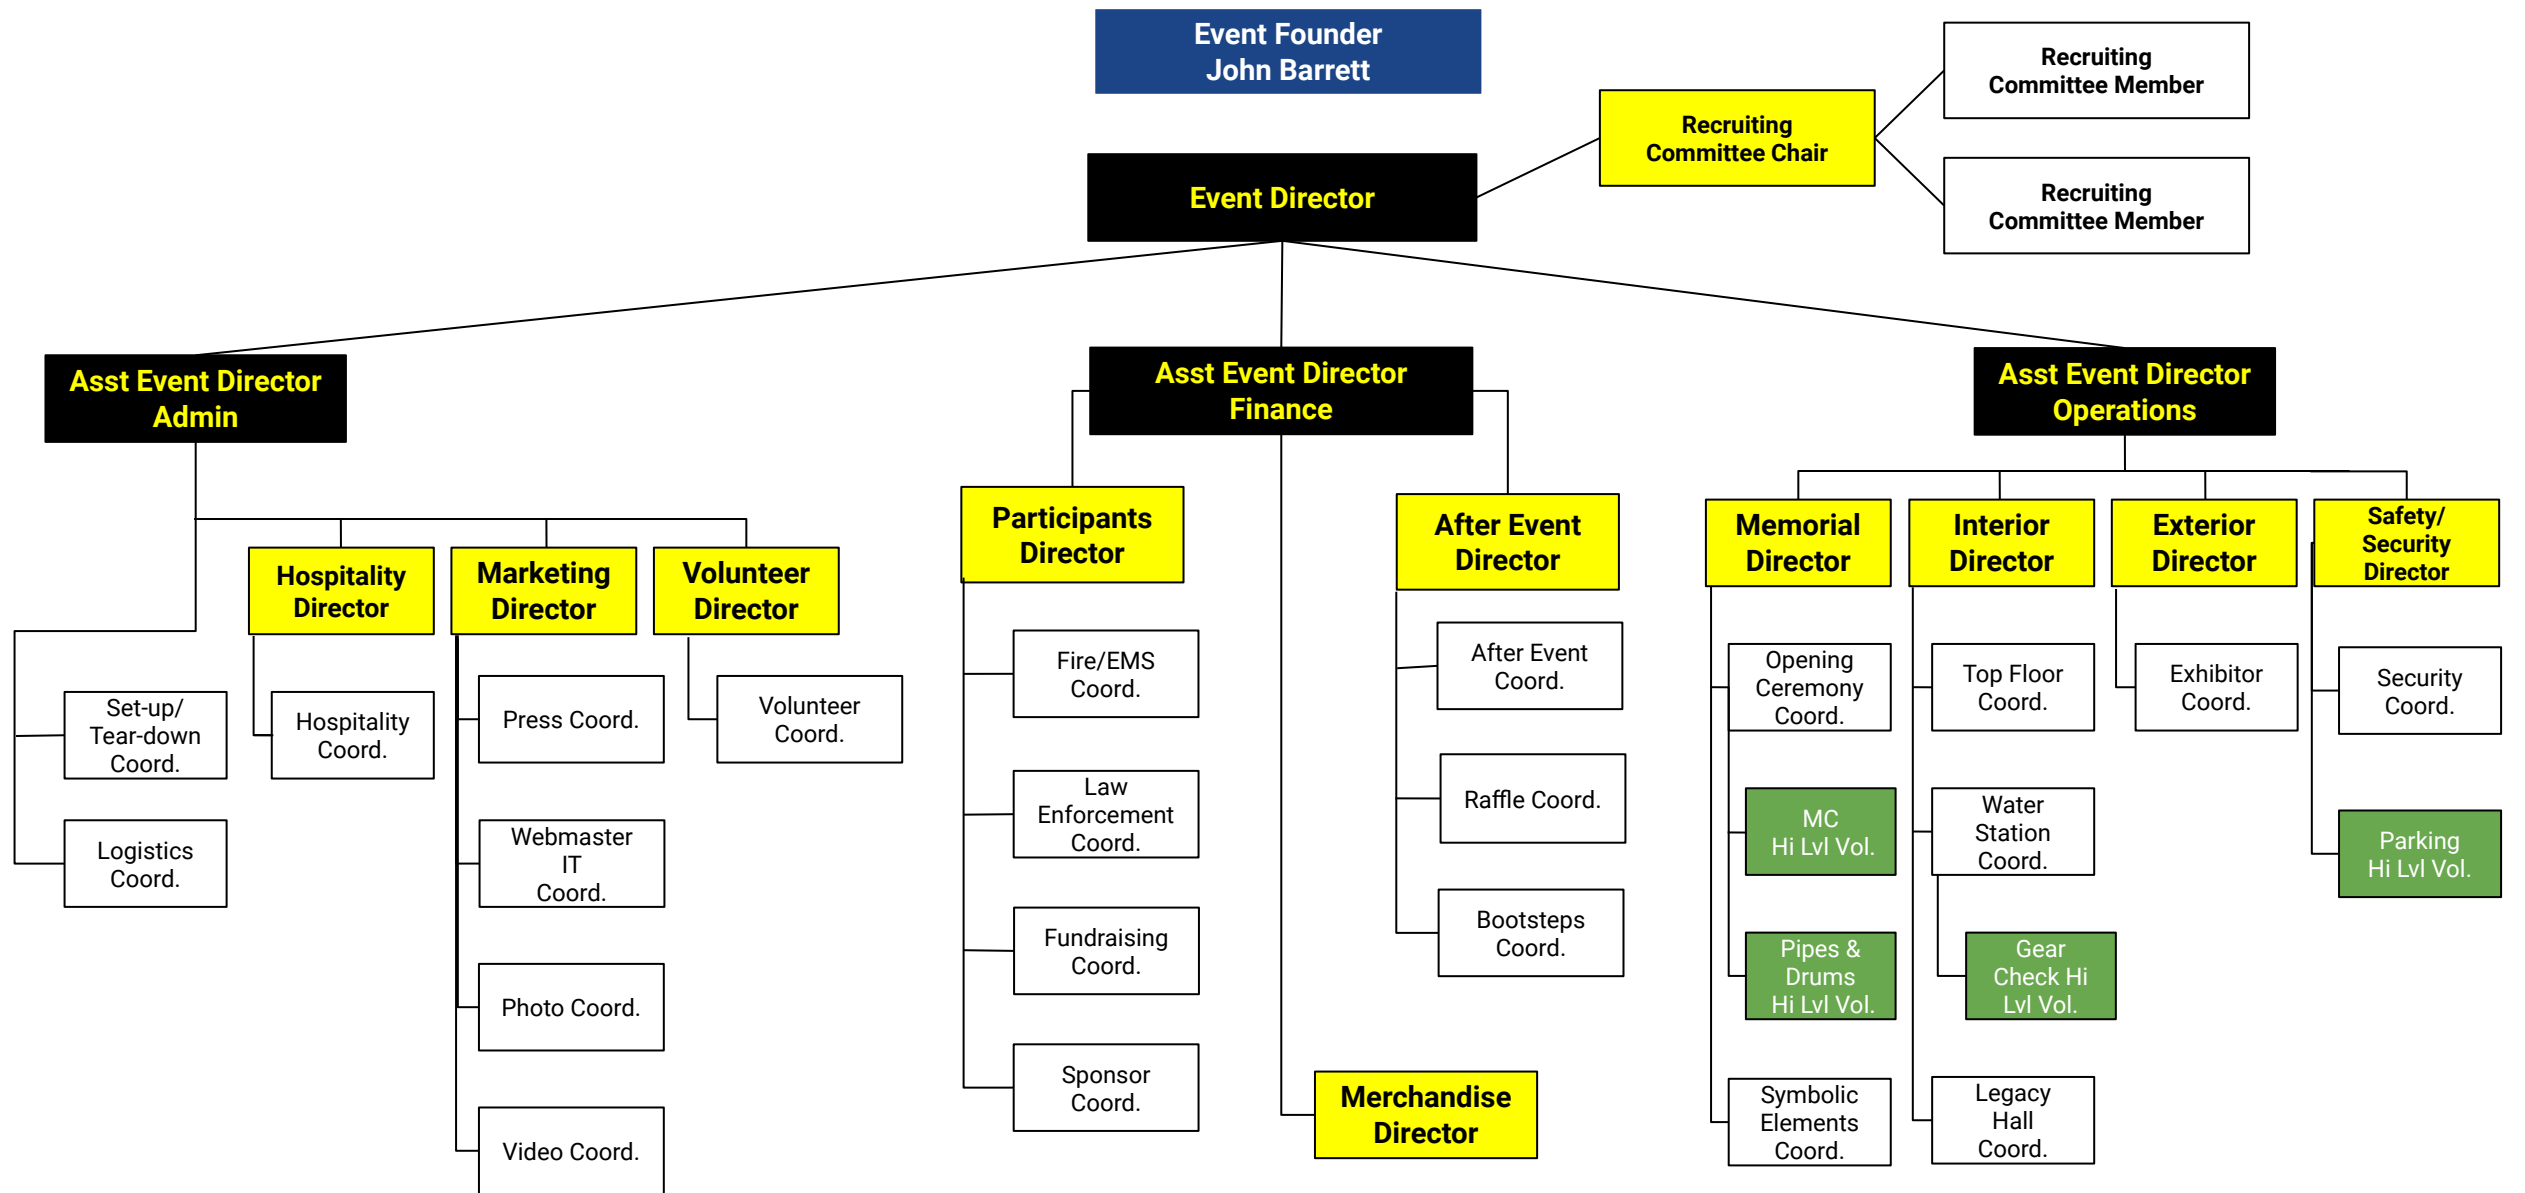 Event Founder
John Barrett
Recruiting
Committee Member
Recruiting
Committee Chair
Recruiting
Committee Member
Event Director
Asst Event Director
Admin
Asst Event Director
Finance
Asst Event Director
Operations
Hospitality
Director
Marketing
Director
Volunteer
Director
Participants
Director
After Event
Director
Memorial
Director
Interior
Director
Exterior
Director
Safety/
Security
Director
Set-up/
Tear-down
Coord.
Logistics
Coord.
Hospitality
Coord.
Press Coord.
Webmaster
IT
Coord.
Photo Coord.
Video Coord.
Volunteer
Coord.
Fire/EMS
Coord.
Law
Enforcement
Coord.
Fundraising
Coord.
Sponsor
Coord.
After Event
Coord.
Raffle Coord.
Bootsteps
Coord.
Merchandise
Director
Opening
Ceremony
Coord.
MC
Hi Lvl Vol.
Pipes &
Drums
Hi Lvl Vol.
Symbolic
Elements
Coord.
Top Floor
Coord.
Water
Station
Coord.
Gear
Check Hi
Lvl Vol.
Legacy
Hall
Coord.
Exhibitor
Coord.
Security
Coord.
Parking
Hi Lvl Vol.